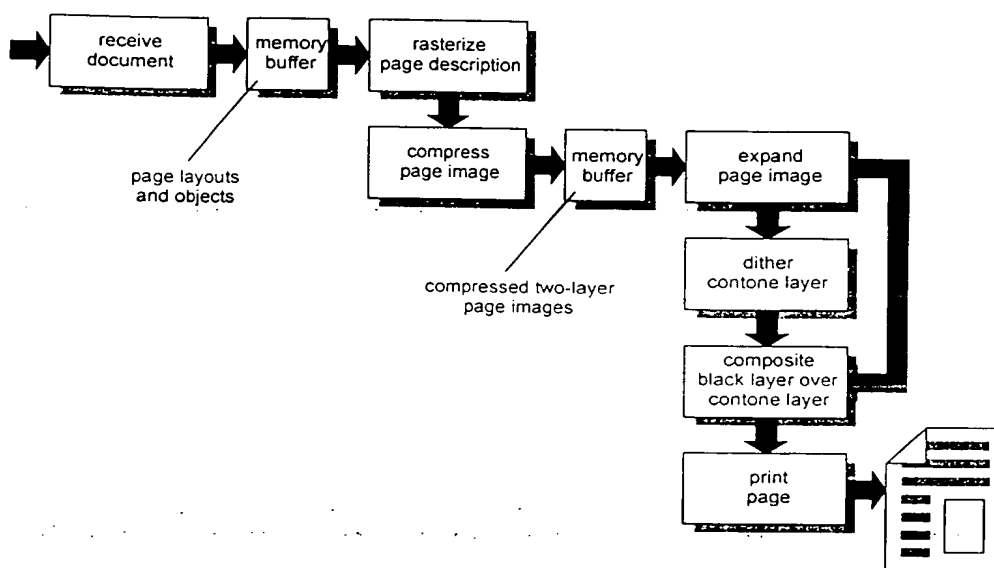 receive
document
memory
buffer
rasterize
page description
page layouts
and objects
compress
page image
memory
buffer
expand
page image
compressed two-layer
page images
dither
contone layer
composite
black layer over
contone layer
print
page